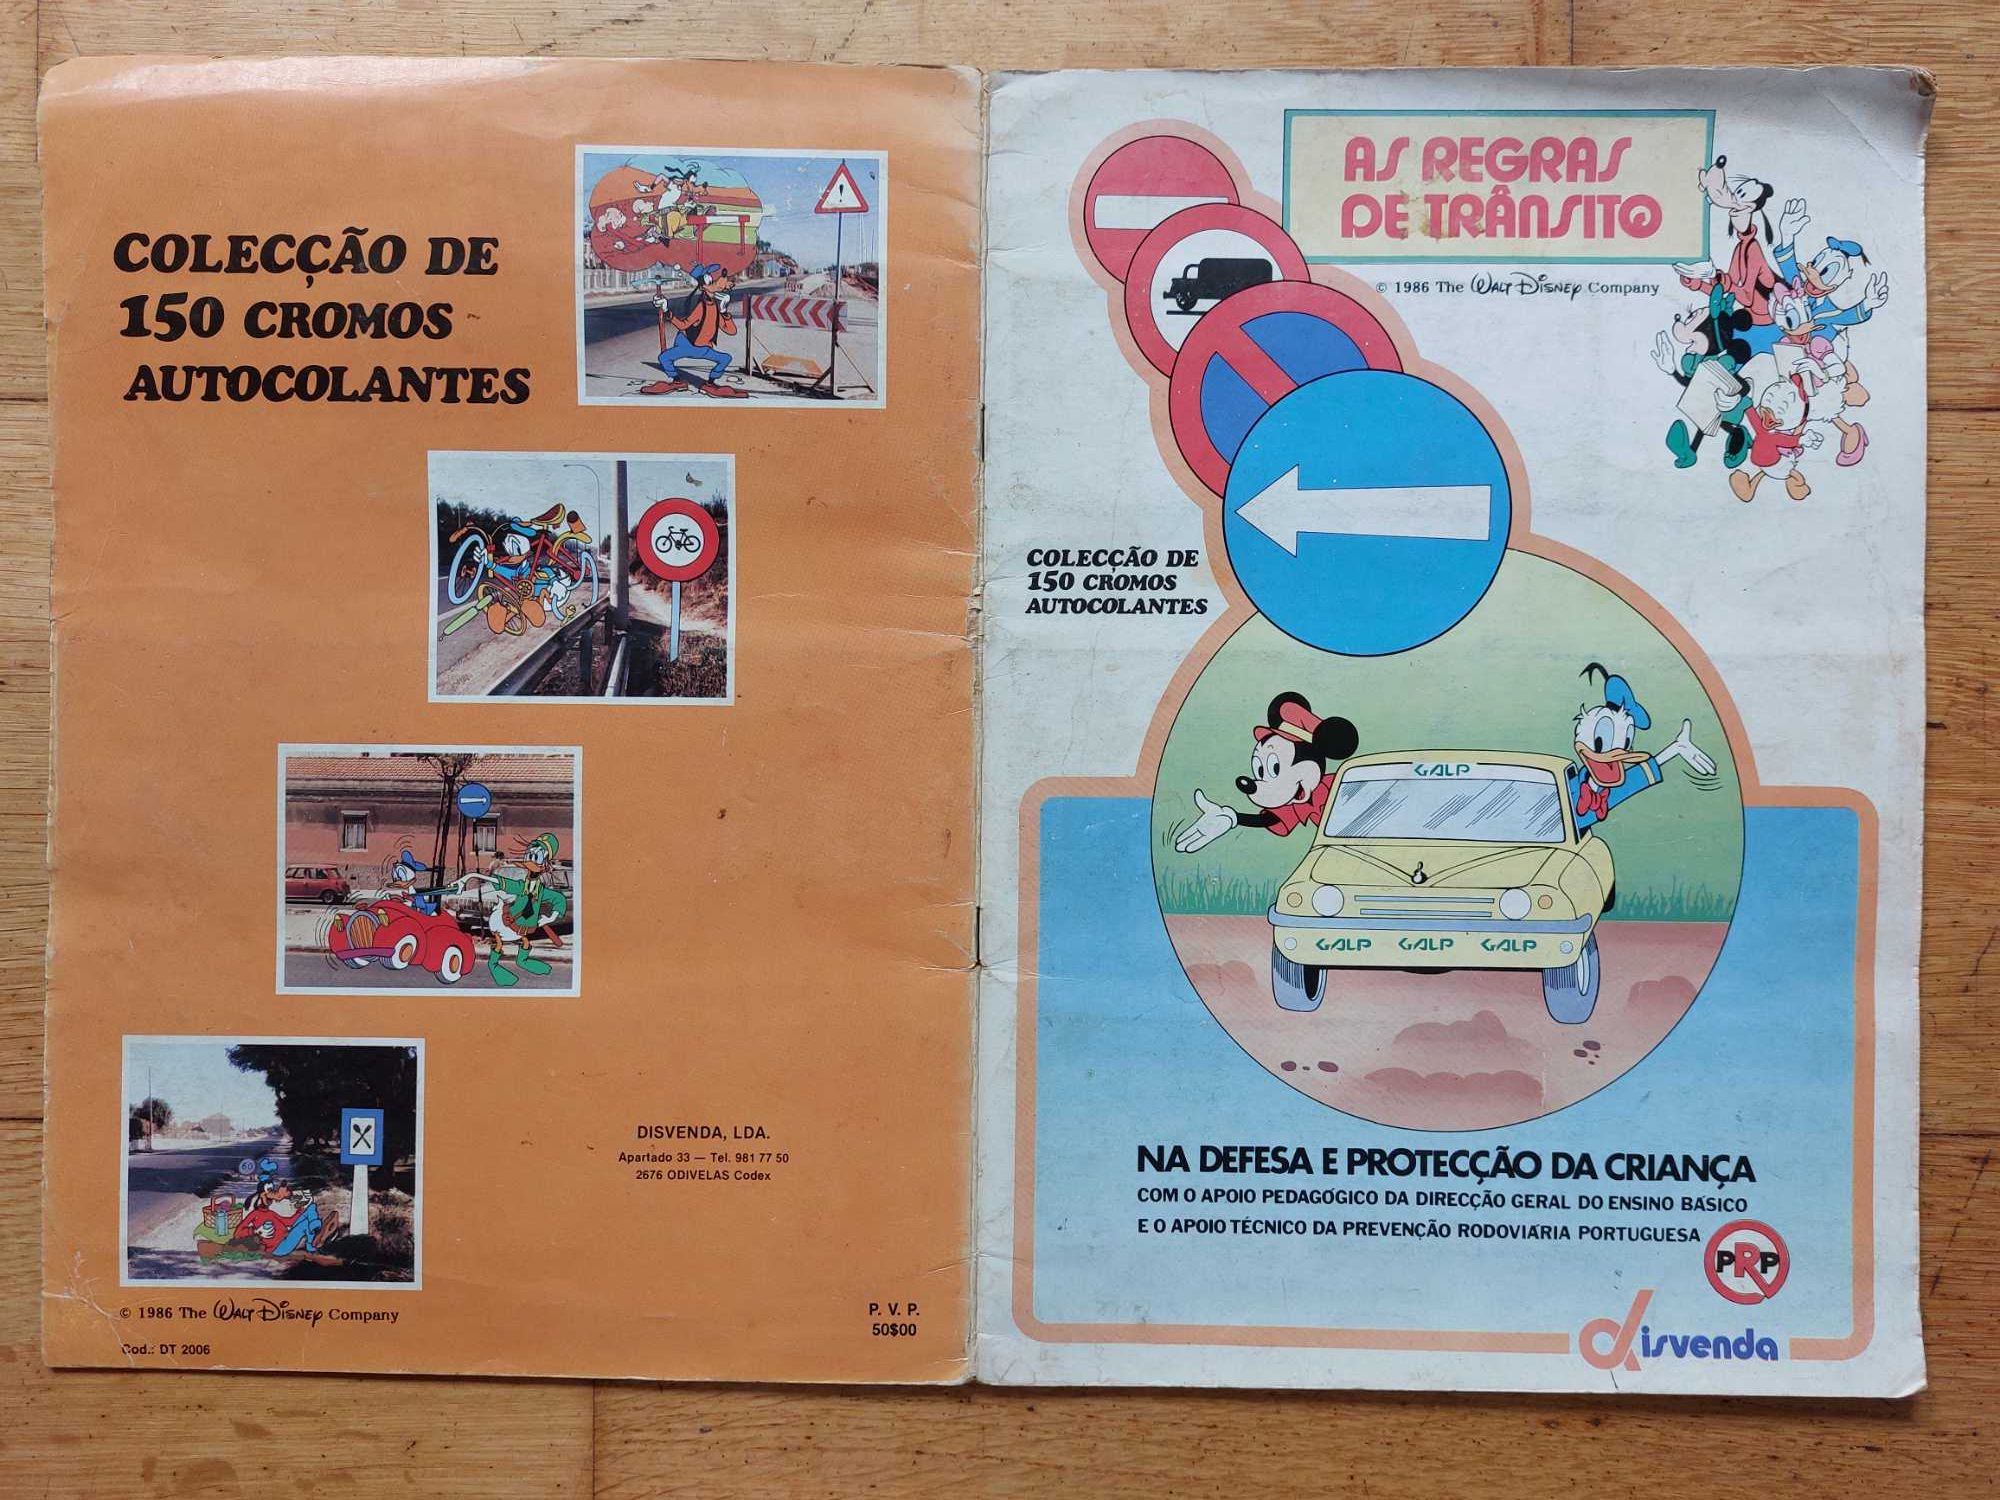 COLECÇÃO DE
150 CROMOS
AUTOCOLANTES
60
DISVENDA, LDA.
Apartado 33 — Tel. 981 77 50
2676 ODIVELAS Codex
© 1986 The WALT DISNEY Company
Cod.: DT 2006
P. V. P.
50$00
AS REGRAS
DE TRÂNSITO
© 1986 The WALT DISNEY Company
COLECÇÃO DE
150 CROMOS
AUTOCOLANTES
GALP
GALP GALP GALP
NA DEFESA E PROTECÇÃO DA CRIANÇA
COM O APOIO PEDAGÓGICO DA DIRECÇÃO GERAL DO ENSINO BÁSICO
E O APOIO TÉCNICO DA PREVENÇÃO RODOVIÁRIA PORTUGUESA
PRP
disvenda